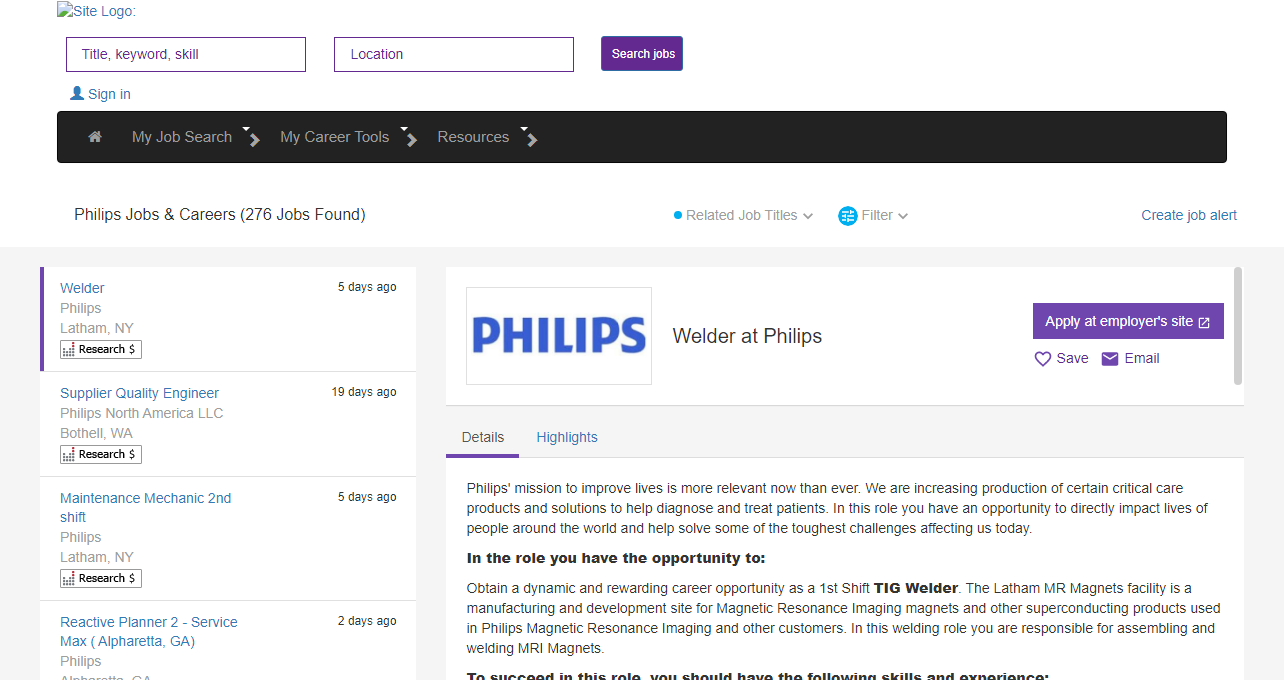 Site Logo:
Title, keyword, skill
Location
Search jobs
Sign in
My Job Search
My Career Tools
Resources
Philips Jobs & Careers (276 Jobs Found)
Related Job Titles
Filter
Create job alert
Welder
5 days ago
Philips
Latham, NY
Research $
Supplier Quality Engineer
19 days ago
Philips North America LLC
Bothell, WA
Research $
Maintenance Mechanic 2nd
shift
5 days ago
Philips
Latham, NY
Research $
Reactive Planner 2 - Service
Max ( Alpharetta, GA)
2 days ago
Philips
Alpharetta, GA
PHILIPS
Welder at Philips
Apply at employer's site
Save
Email
Details
Highlights
Philips' mission to improve lives is more relevant now than ever. We are increasing production of certain critical care
products and solutions to help diagnose and treat patients. In this role you have an opportunity to directly impact lives of
people around the world and help solve some of the toughest challenges affecting us today.
In the role you have the opportunity to:
Obtain a dynamic and rewarding career opportunity as a 1st Shift TIG Welder. The Latham MR Magnets facility is a
manufacturing and development site for Magnetic Resonance Imaging magnets and other superconducting products used
in Philips Magnetic Resonance Imaging and other customers. In this welding role you are responsible for assembling and
welding MRI Magnets.
To succeed in this role, you should have the following skills and experience: